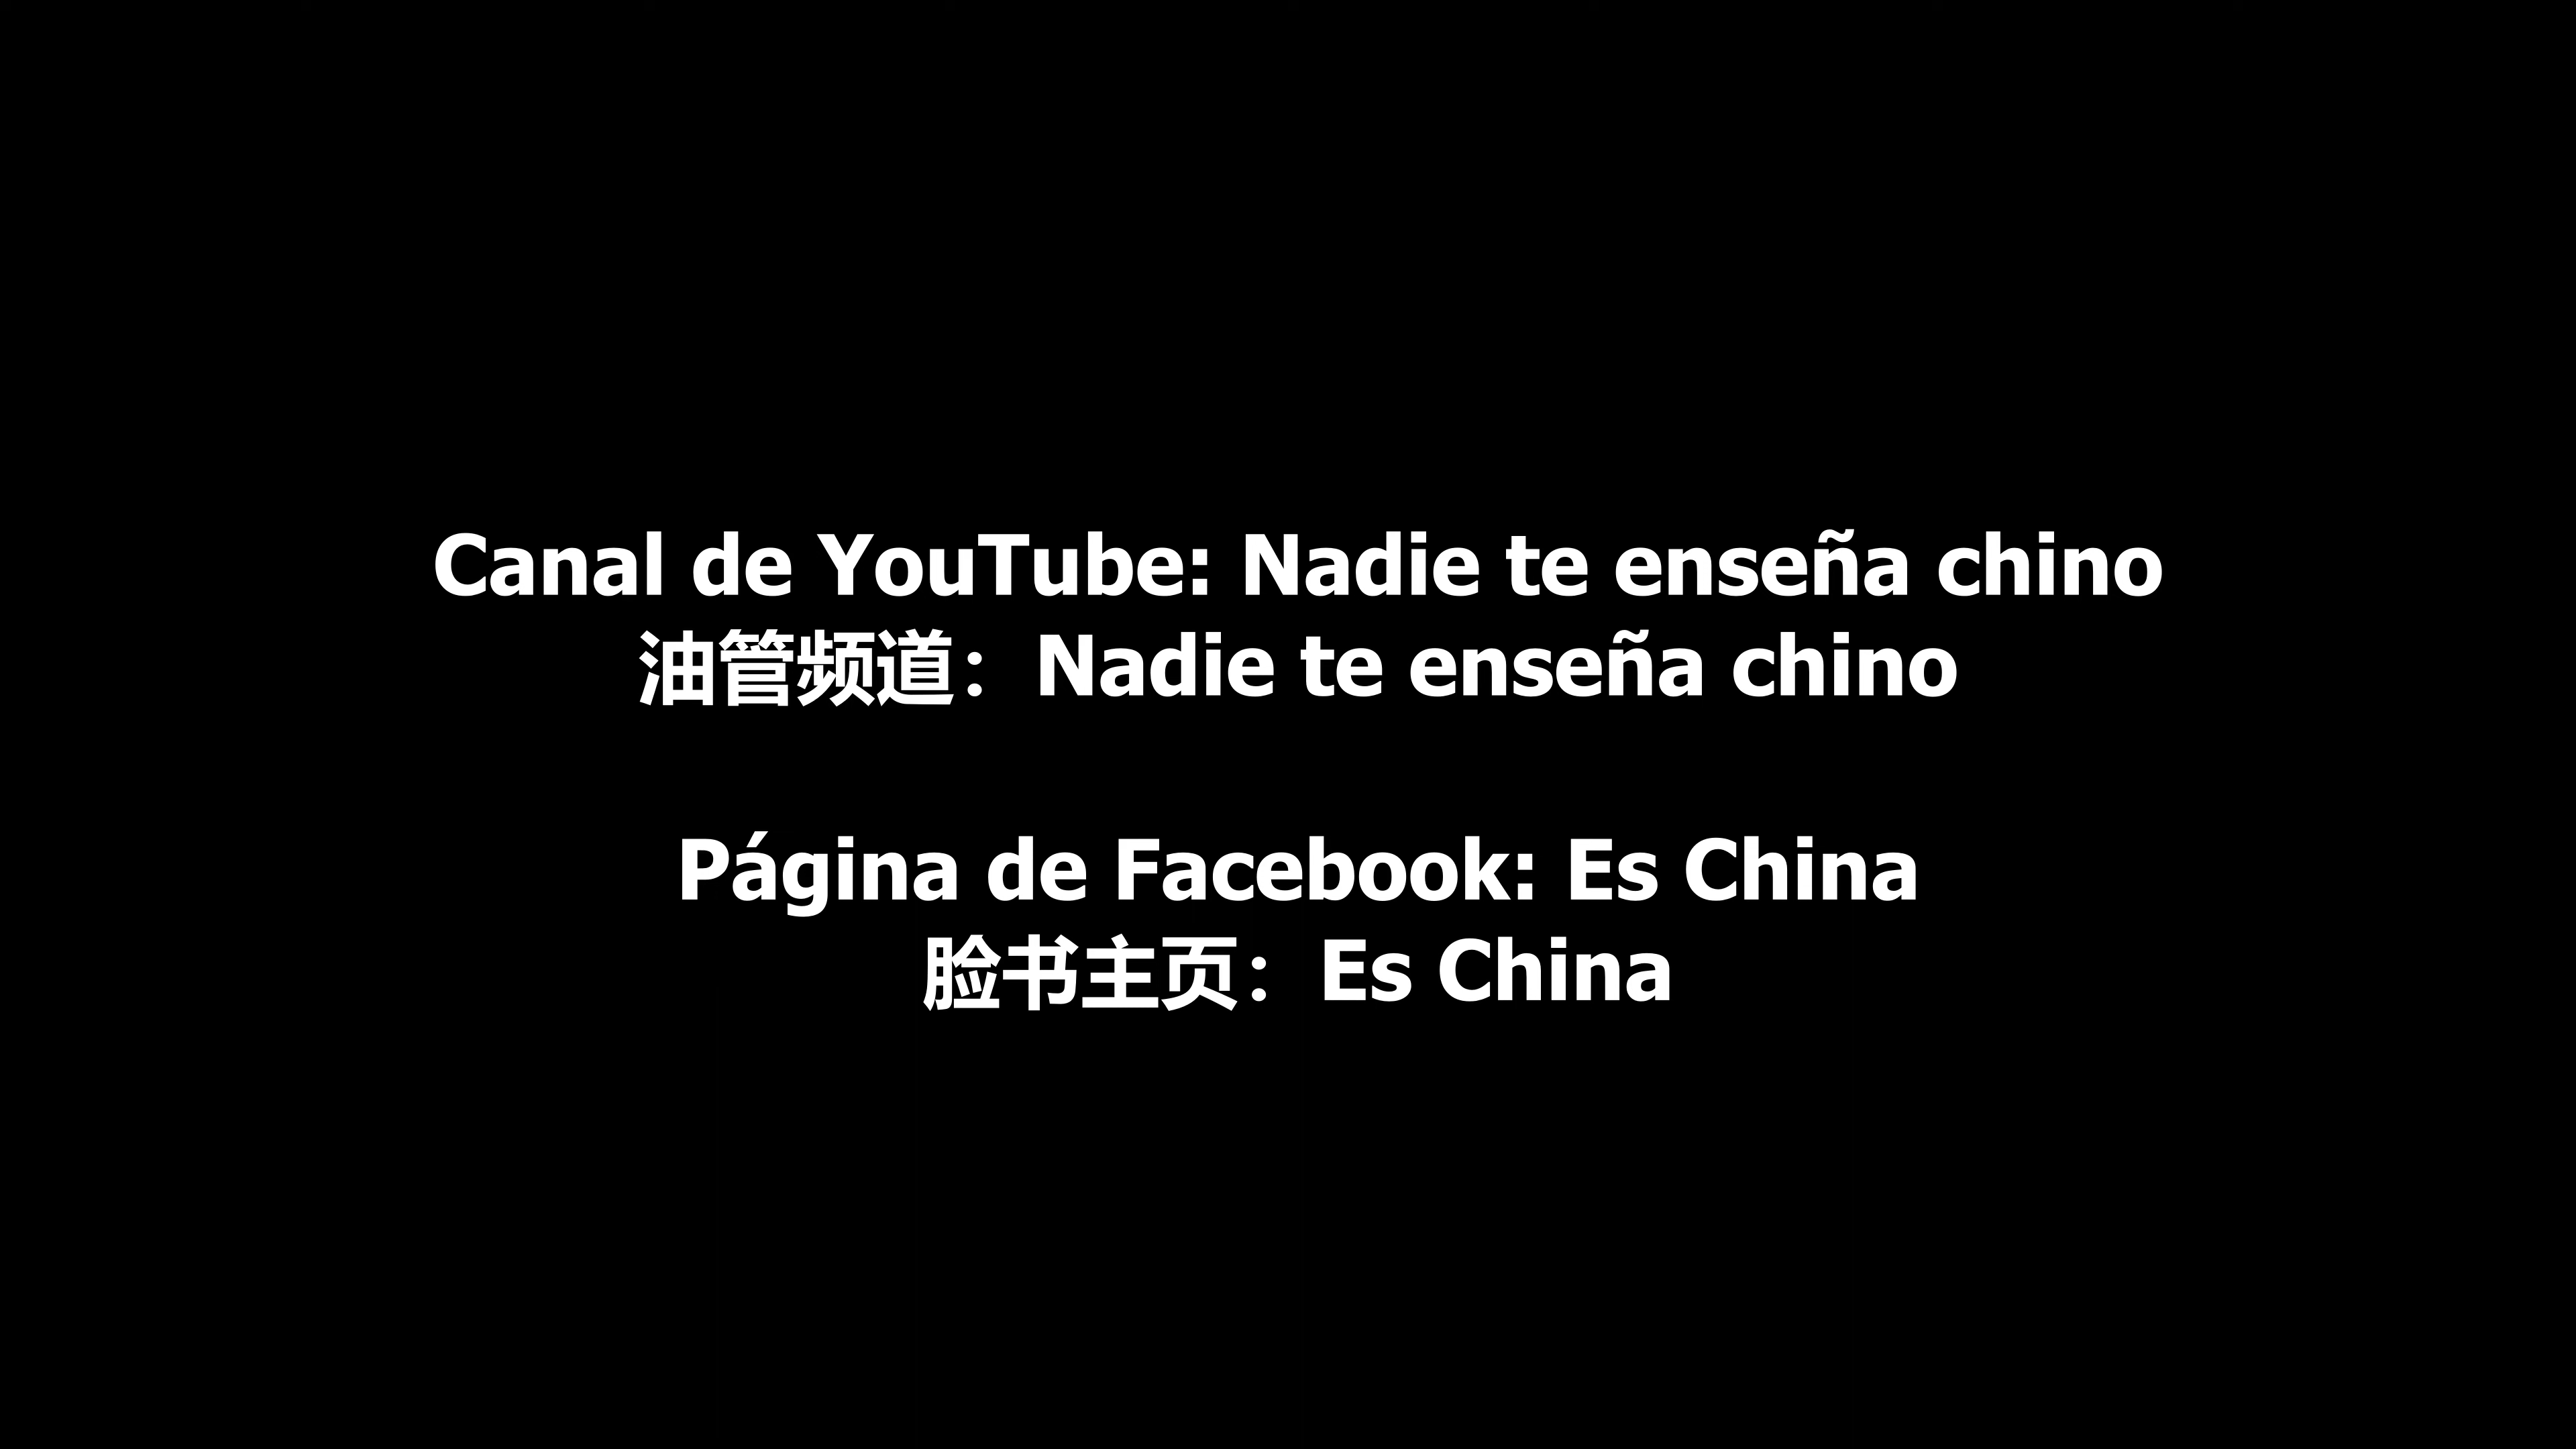 Canal de YouTube: Nadie te enseña chino
油管频道：Nadie te enseña chino
Página de Facebook: Es China
脸书主页：Es China